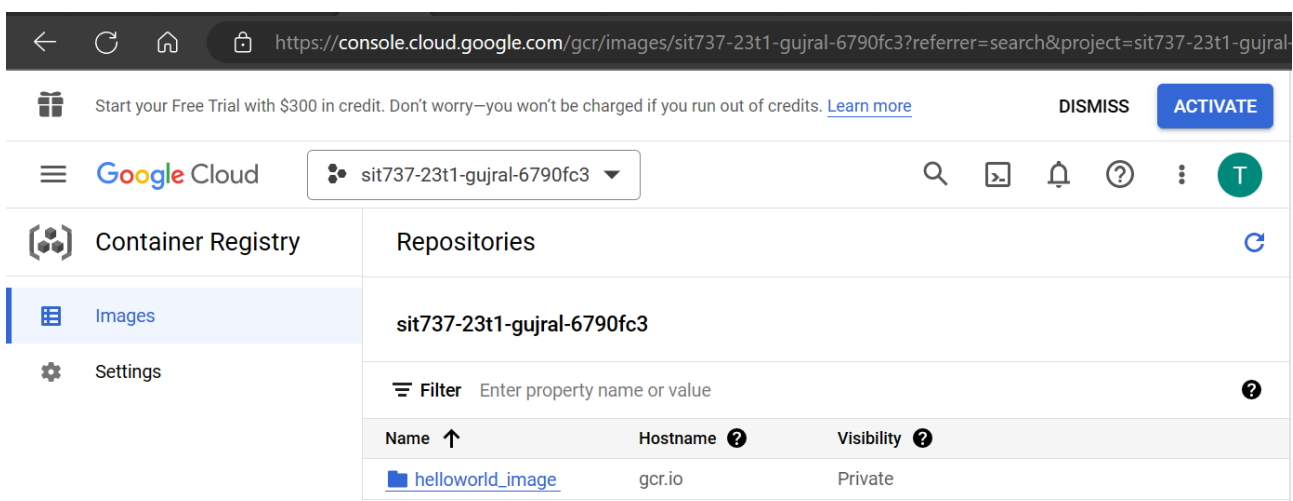 https://console.cloud.google.com/gcr/images/sit737-23t1-gujral-6790fc3?referrer=search&project=sit737-23t1-gujral-
Start your Free Trial with $300 in credit. Don't worry—you won't be charged if you run out of credits. Learn more DISMISS ACTIVATE
Google Cloud sit737-23t1-gujral-6790fc3 T
Container Registry Repositories
Images sit737-23t1-gujral-6790fc3
Settings
Filter Enter property name or value
Name Hostname Visibility
helloworld_image gcr.io Private